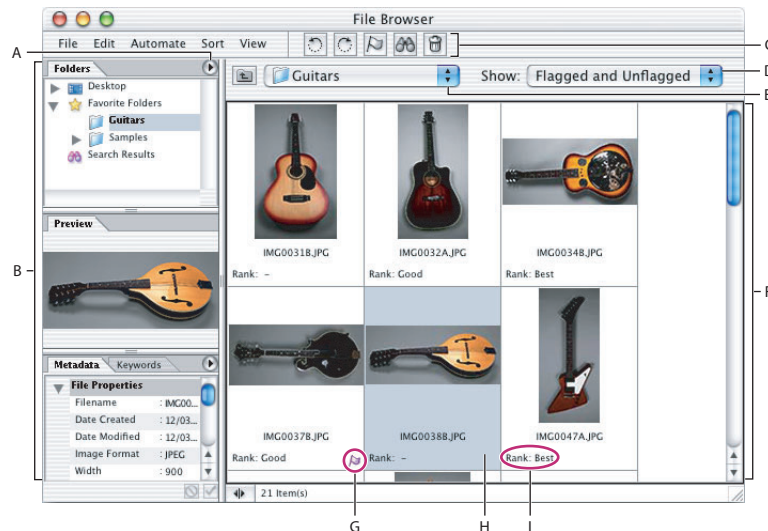 File Browser
File Edit Automate Sort View
A
C
Folders
Guitars
Show: Flagged and Unflagged
D
E
Desktop
Favorite Folders
Guitars
Samples
Search Results
IMG0031B.JPG
IMG0032A.JPG
IMG0034B.JPG
Rank: -
Rank: Good
Rank: Best
Preview
B
F
Metadata
Keywords
File Properties
Filename : IMG00...
Date Created : 12/03...
Date Modified : 12/03...
Image Format : JPEG
Width : 900
IMG0037B.JPG
IMG0038B.JPG
IMG0047A.JPG
Rank: Good
Rank: -
Rank: Best
21 Item(s)
G
H
I